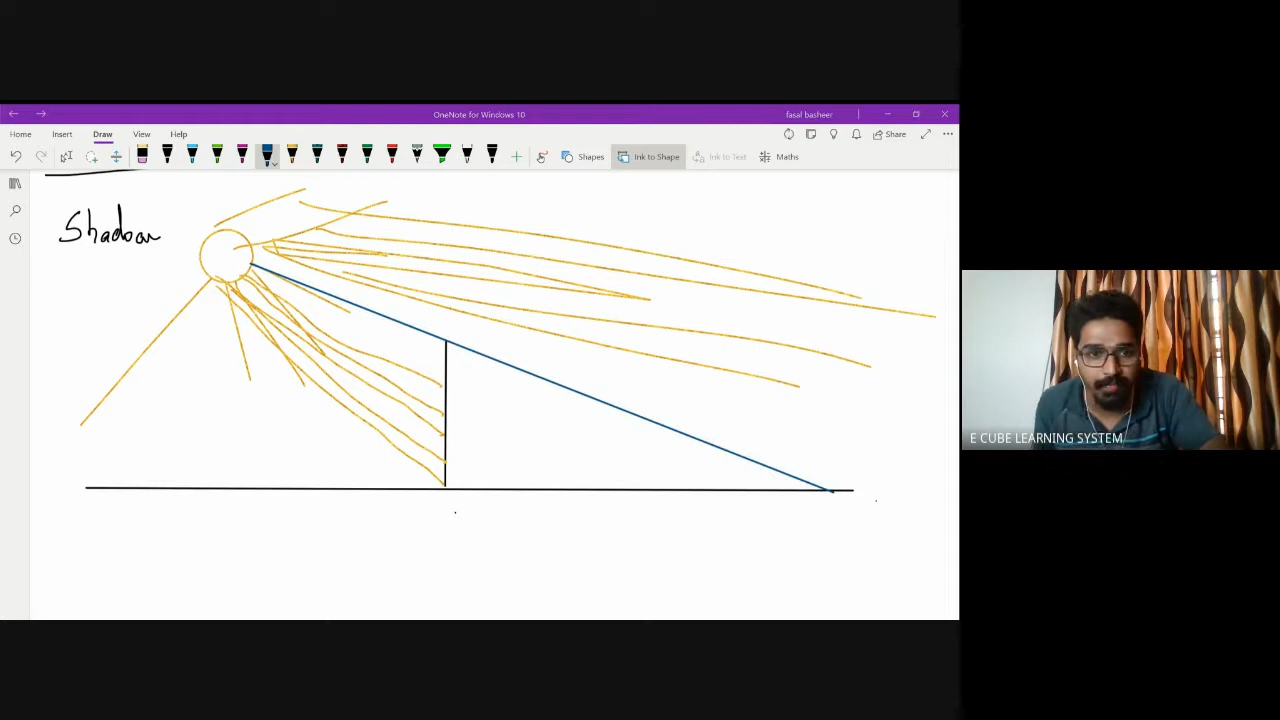 OneNote for Windows 10
fasal basheer
Home Insert Draw View Help
Share
Shapes
Ink to Shape
Ink to Text
Maths
Shadow
E CUBE LEARNING SYSTEM